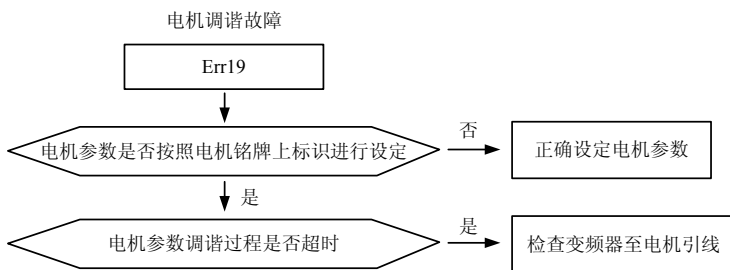 电机调谐故障
Err19
电机参数是否按照电机铭牌上标识进行设定
否
正确设定电机参数
是
电机参数调谐过程是否超时
是
检查变频器至电机引线